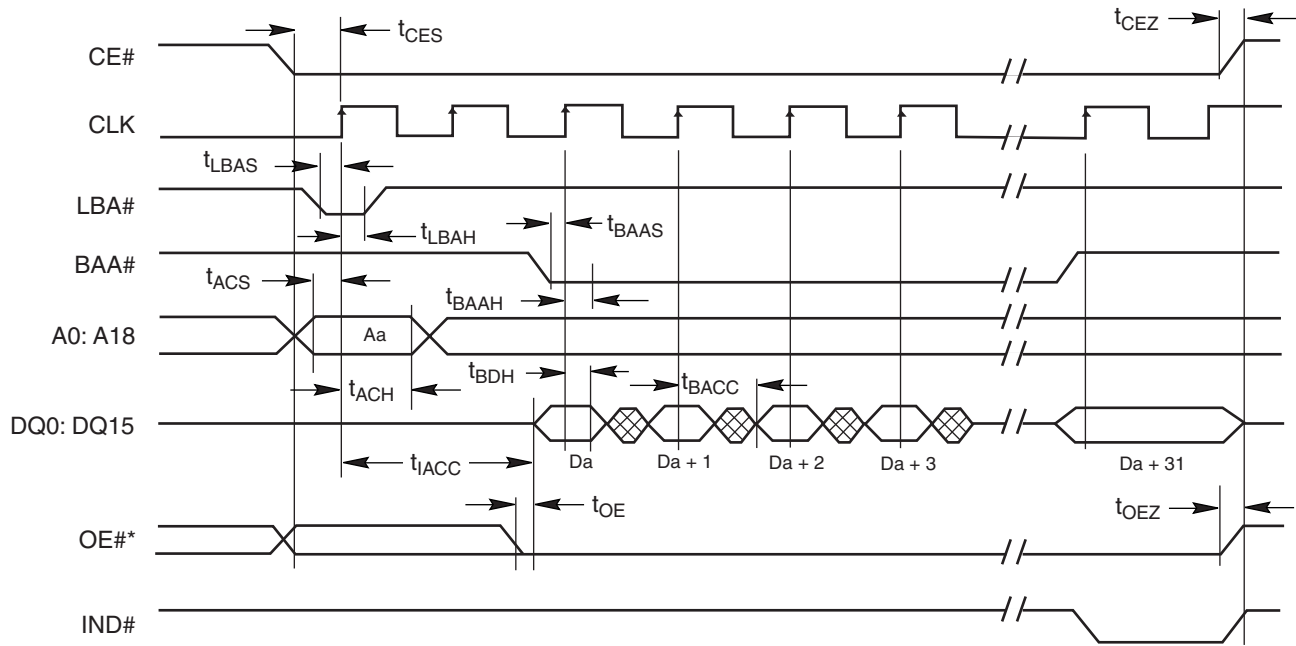 tCES
tCEZ
CE#
CLK
tLBAS
LBA#
tLBAH
tBAAS
BAA#
tACS
tBAAH
A0: A18
Aa
tACH
tBDH
tBACC
DQ0: DQ15
tIACC
Da
Da + 1
Da + 2
Da + 3
Da + 31
tOE
tOEZ
OE#*
IND#